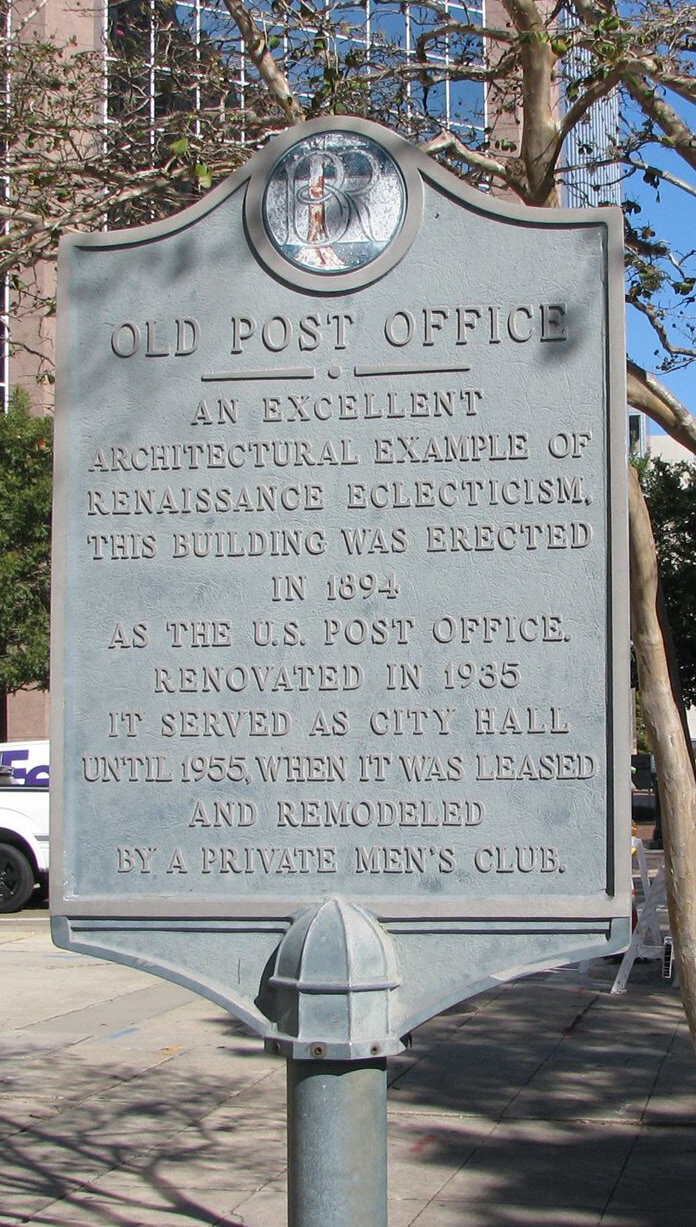 BR
OLD POST OFFICE
AN EXCELLENT
ARCHITECTURAL EXAMPLE OF
RENAISSANCE ECLECTICISM,
THIS BUILDING WAS ERECTED
IN 1894
AS THE U.S. POST OFFICE.
RENOVATED IN 1935
IT SERVED AS CITY HALL
UNTIL 1955, WHEN IT WAS LEASED
AND REMODELED
BY A PRIVATE MEN'S CLUB.
Fe